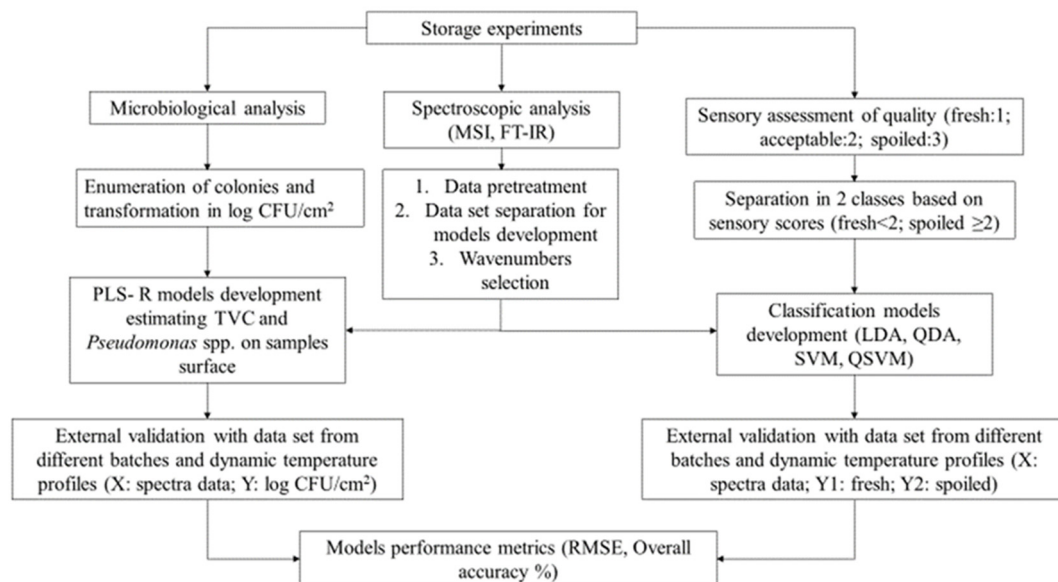 Storage experiments
Microbiological analysis
Spectroscopic analysis
(MSI, FT-IR)
Sensory assessment of quality (fresh:1;
acceptable:2; spoiled:3)
Enumeration of colonies and
transformation in log CFU/cm²
1. Data pretreatment
2. Data set separation for
models development
3. Wavenumbers
selection
Separation in 2 classes based on
sensory scores (fresh<2; spoiled ≥2)
PLS- R models development
estimating TVC and
Pseudomonas spp. on samples
surface
Classification models
development (LDA, QDA,
SVM, QSVM)
External validation with data set from
different batches and dynamic temperature
profiles (X: spectra data; Y: log CFU/cm²)
External validation with data set from different
batches and dynamic temperature profiles (X:
spectra data; Y1: fresh; Y2: spoiled)
Models performance metrics (RMSE, Overall
accuracy %)